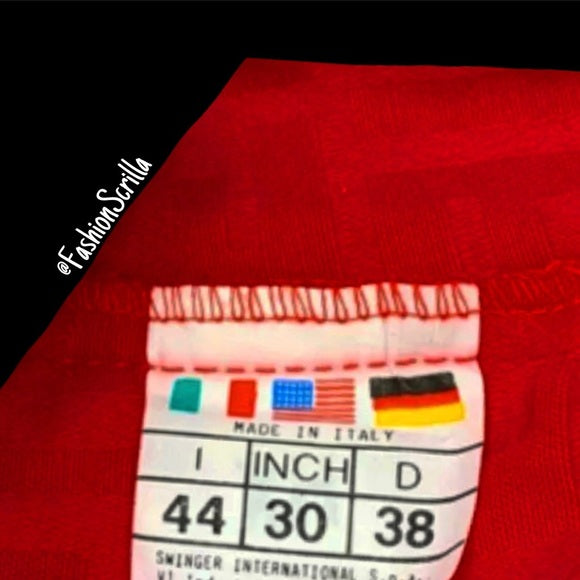 @FashionScrilla
MADE IN ITALY
I INCH D
44 30 38
SWINGER INTERNATIONAL S.p.A.